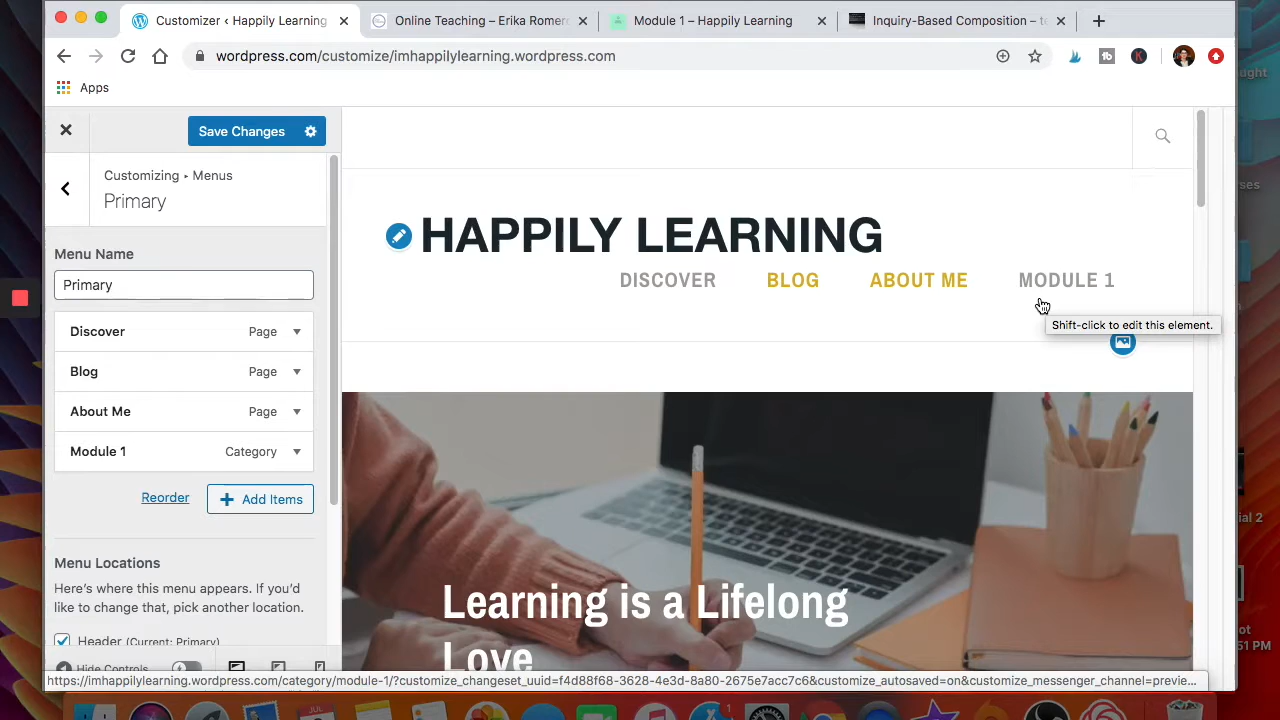 Customizer ‹ Happily Learning
Online Teaching – Erika Romero
Module 1 – Happily Learning
Inquiry-Based Composition – te
wordpress.com/customize/imhappilylearning.wordpress.com
Apps
Save Changes
Customizing ▸ Menus
Primary
Menu Name
Primary
Discover Page
Blog Page
About Me Page
Module 1 Category
Reorder
Add Items
Menu Locations
Here's where this menu appears. If you'd
like to change that, pick another location.
Header (Current: Primary)
Hide Controls
HAPPILY LEARNING
DISCOVER BLOG ABOUT ME MODULE 1
Shift-click to edit this element.
Learning is a Lifelong
Love
https://imhappilylearning.wordpress.com/category/module-1/?customize_changeset_uuid=f4d88f68-3628-4e3d-8a80-2675e7acc7c6&customize_autosaved=on&customize_messenger_channel=previe...
JUL